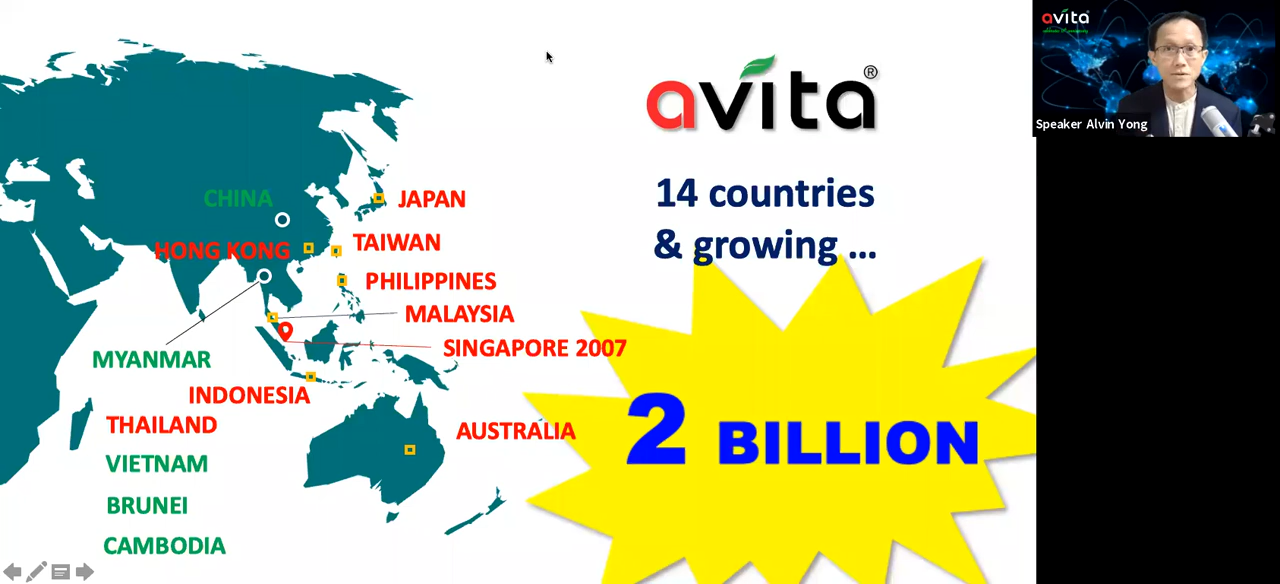 avita
®
14 countries
& growing ...
CHINA
JAPAN
HONG KONG
TAIWAN
PHILIPPINES
MALAYSIA
SINGAPORE 2007
MYANMAR
INDONESIA
THAILAND
AUSTRALIA
VIETNAM
BRUNEI
CAMBODIA
2 BILLION
avita
Speaker Alvin Yong